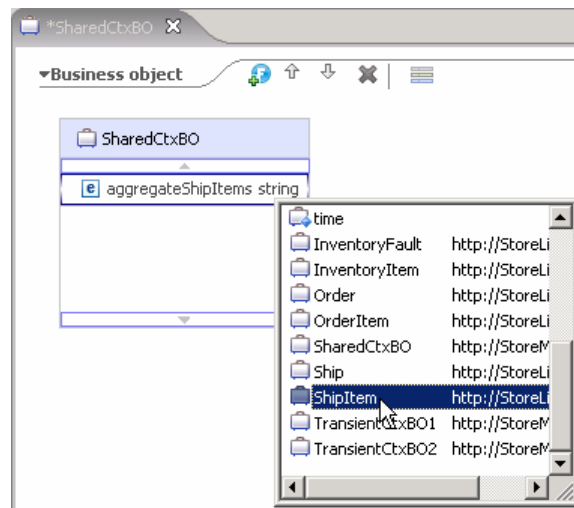 *SharedCtxBO
Business object
SharedCtxBO
e aggregateShipItems string
time
InventoryFault http://StoreLi
InventoryItem http://StoreLi
Order http://StoreLi
OrderItem http://StoreLi
SharedCtxBO http://StoreM
Ship http://StoreLi
ShipItem http://StoreLi
TransientCtxBO1 http://StoreM
TransientCtxBO2 http://StoreM